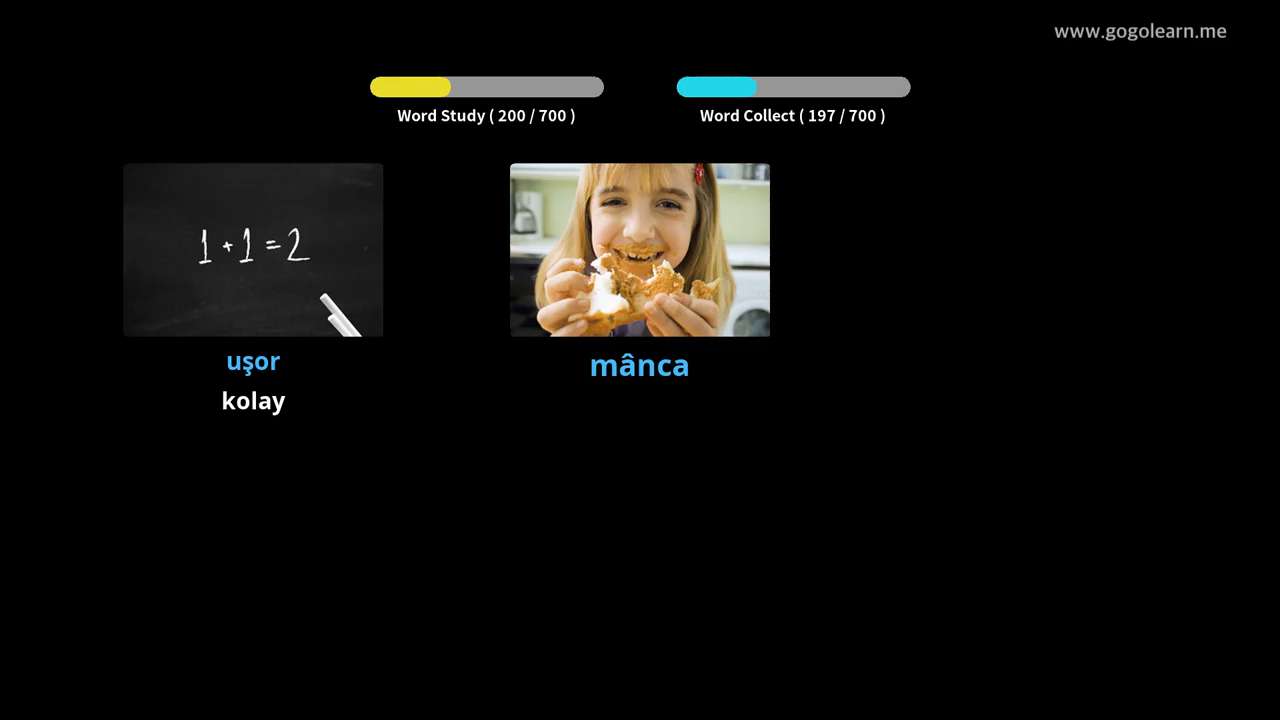 www.gogolearn.me
Word Study ( 200 / 700 )
Word Collect ( 197 / 700 )
1 + 1 = 2
uşor
kolay
mânca